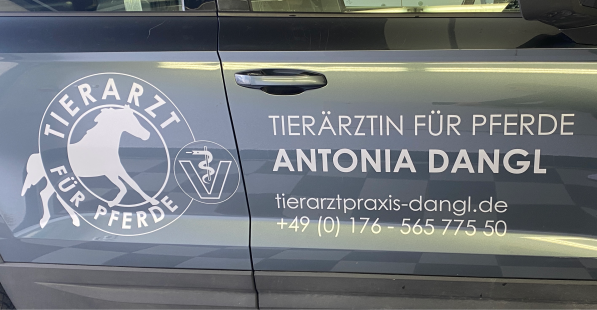 TIERARZT
FÜR PFERDE
V
TIERÄRZTIN FÜR PFERDE
ANTONIA DANGL
tierarztpraxis-dangl.de
+49 (0) 176 - 565 775 50